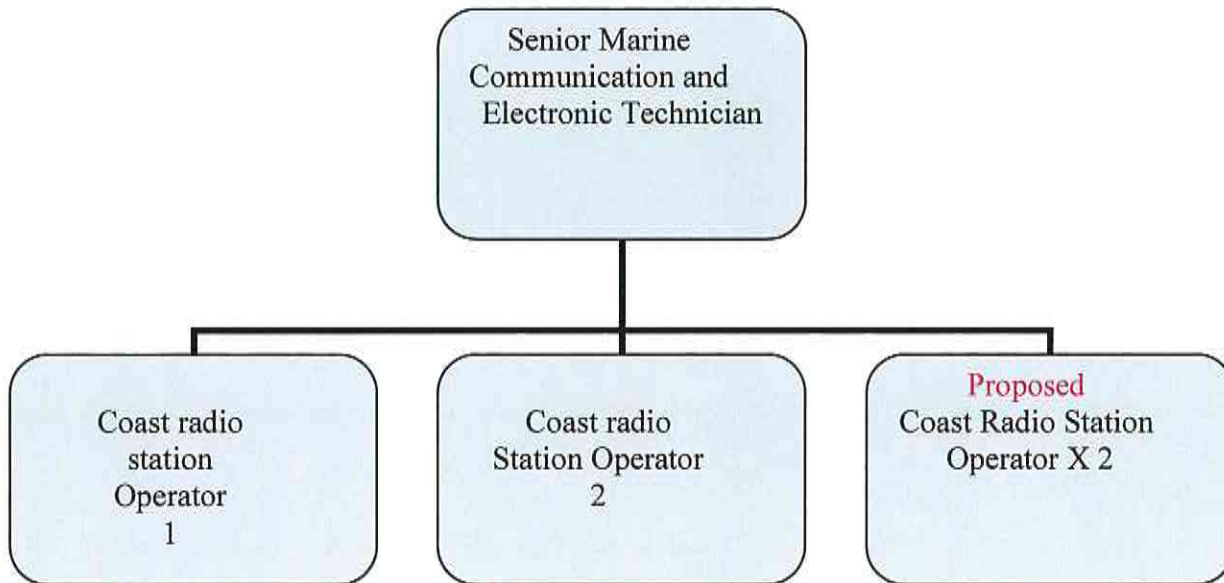 Senior Marine
Communication and
Electronic Technician
Coast radio
station
Operator
1
Coast radio
Station Operator
2
Proposed
Coast Radio Station
Operator X 2